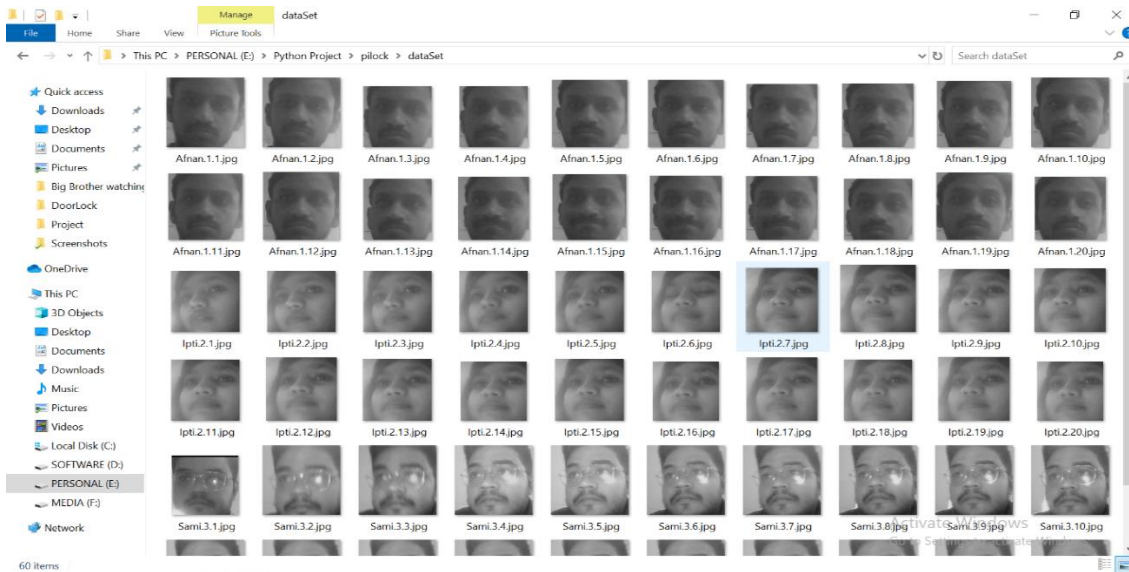 Manage dataSet
File Home Share View Picture Tools
This PC > PERSONAL (E:) > Python Project > pilock > dataSet Search dataSet
Quick access
Downloads
Desktop
Documents
Pictures
Big Brother watching
DoorLock
Project
Screenshots
OneDrive
This PC
3D Objects
Desktop
Documents
Downloads
Music
Pictures
Videos
Local Disk (C:)
SOFTWARE (D:)
PERSONAL (E:)
MEDIA (F:)
Network
Afnan.1.1.jpg Afnan.1.2.jpg Afnan.1.3.jpg Afnan.1.4.jpg Afnan.1.5.jpg Afnan.1.6.jpg Afnan.1.7.jpg Afnan.1.8.jpg Afnan.1.9.jpg Afnan.1.10.jpg
Afnan.1.11.jpg Afnan.1.12.jpg Afnan.1.13.jpg Afnan.1.14.jpg Afnan.1.15.jpg Afnan.1.16.jpg Afnan.1.17.jpg Afnan.1.18.jpg Afnan.1.19.jpg Afnan.1.20.jpg
Ipti.2.1.jpg Ipti.2.2.jpg Ipti.2.3.jpg Ipti.2.4.jpg Ipti.2.5.jpg Ipti.2.6.jpg Ipti.2.7.jpg Ipti.2.8.jpg Ipti.2.9.jpg Ipti.2.10.jpg
Ipti.2.11.jpg Ipti.2.12.jpg Ipti.2.13.jpg Ipti.2.14.jpg Ipti.2.15.jpg Ipti.2.16.jpg Ipti.2.17.jpg Ipti.2.18.jpg Ipti.2.19.jpg Ipti.2.20.jpg
Sami.3.1.jpg Sami.3.2.jpg Sami.3.3.jpg Sami.3.4.jpg Sami.3.5.jpg Sami.3.6.jpg Sami.3.7.jpg Sami.3.8.jpg Sami.3.9.jpg Sami.3.10.jpg
Activate Windows
Go to Settings to activate Windows
60 items